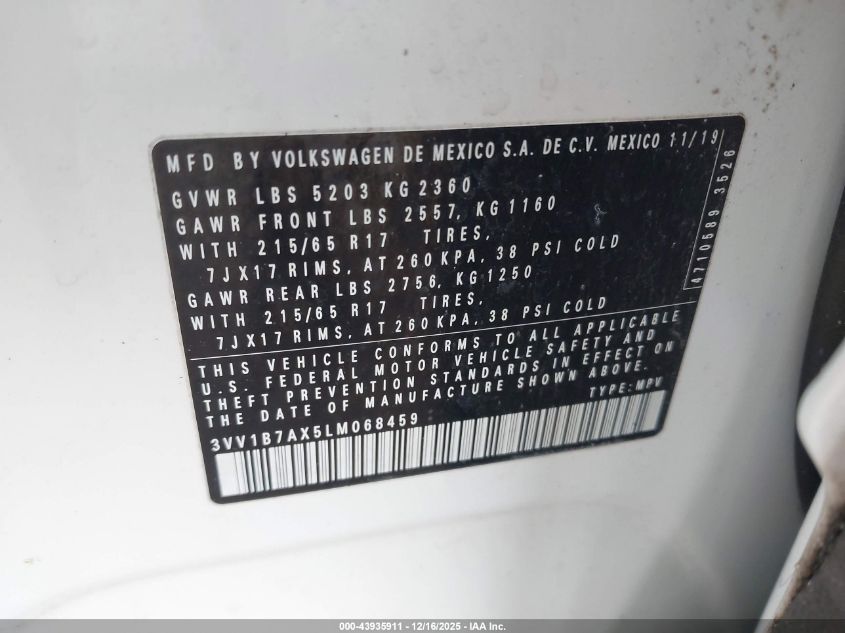 MFD BY VOLKSWAGEN DE MEXICO S.A. DE C.V. MEXICO 11/19
GVWR LBS 5203 KG 2360
GAWR FRONT LBS 2557, KG 1160
WITH 215/65 R17 TIRES,
7JX17 RIMS, AT 260 KPA, 38 PSI COLD
GAWR REAR LBS 2756, KG 1250
WITH 215/65 R17 TIRES,
7JX17 RIMS, AT 260 KPA, 38 PSI COLD
4710589 3526
THIS VEHICLE CONFORMS TO ALL APPLICABLE
U.S. FEDERAL MOTOR VEHICLE SAFETY AND
THEFT PREVENTION STANDARDS IN EFFECT ON
THE DATE OF MANUFACTURE SHOWN ABOVE.
TYPE: MPV
3VV1B7AX5LM068459
000-43935911 - 12/16/2025 - IAA Inc.